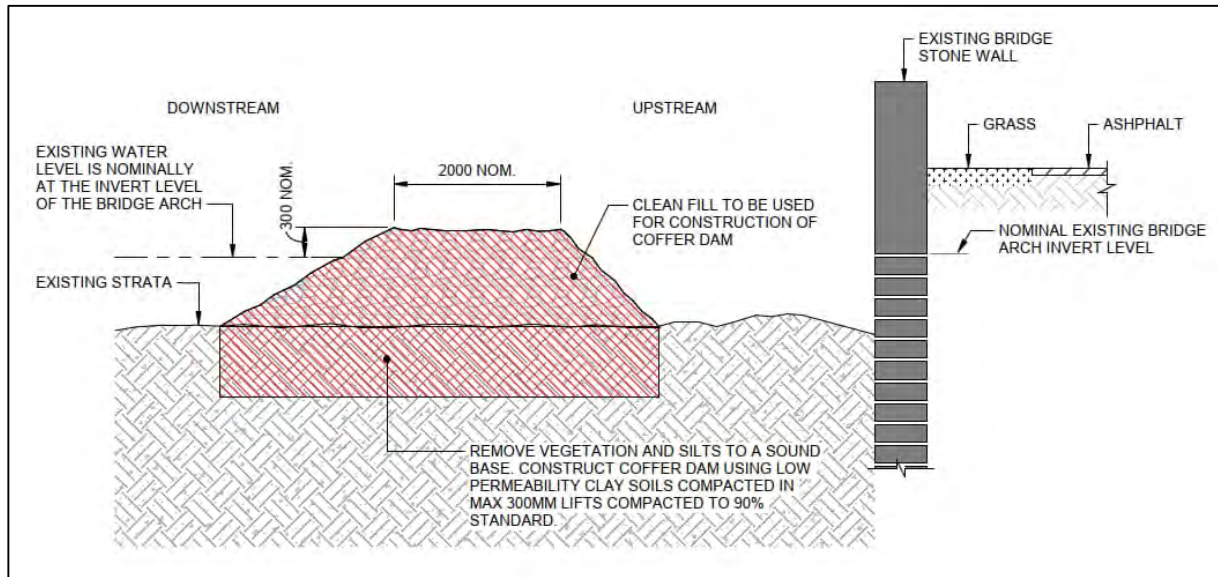 EXISTING BRIDGE
STONE WALL
DOWNSTREAM
UPSTREAM
GRASS
ASHPHALT
EXISTING WATER
LEVEL IS NOMINALLY
AT THE INVERT LEVEL
OF THE BRIDGE ARCH
2000 NOM.
300 NOM.
CLEAN FILL TO BE USED
FOR CONSTRUCTION OF
COFFER DAM
NOMINAL EXISTING BRIDGE
ARCH INVERT LEVEL
EXISTING STRATA
REMOVE VEGETATION AND SILTS TO A SOUND
BASE. CONSTRUCT COFFER DAM USING LOW
PERMEABILITY CLAY SOILS COMPACTED IN
MAX 300MM LIFTS COMPACTED TO 90%
STANDARD.